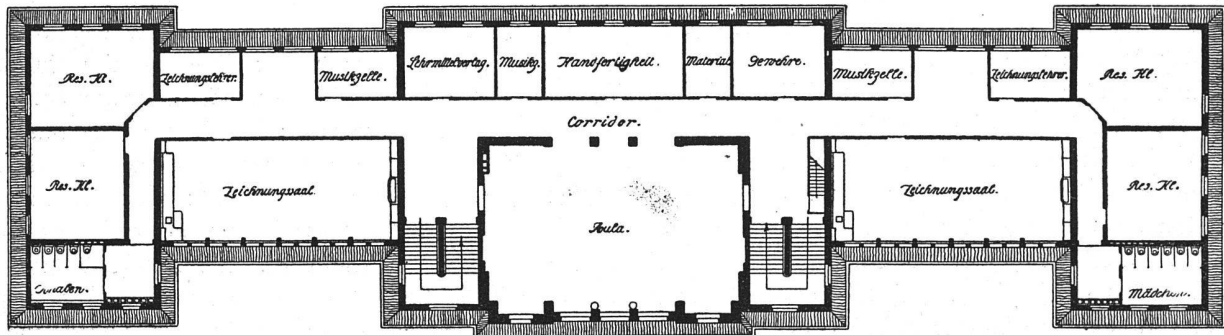 Res. Kl.
Zeichnungslehrer.
Musikzelle.
Lehrmittelverlag.
Musikz.
Handfertigkeit.
Material
Gewehre.
Musikzelle.
Zeichnungslehrer.
Res. Kl.
Corridor.
Res. Kl.
Zeichnungssaal.
Aula.
Zeichnungssaal.
Res. Kl.
Knaben.
Mädchen.